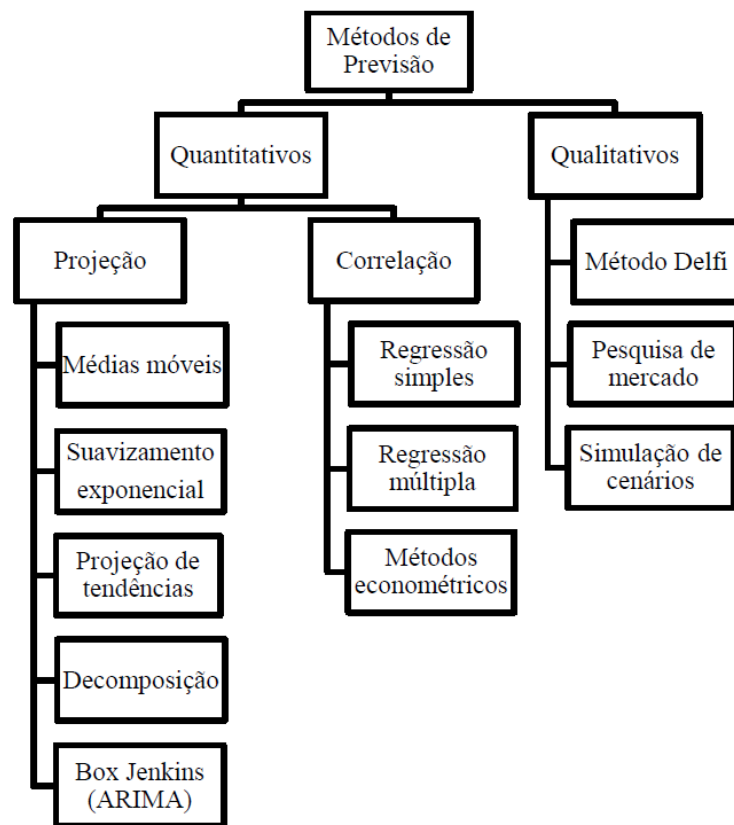 Métodos de
Previsão
Quantitativos
Qualitativos
Projeção
Correlação
Método Delfi
Médias móveis
Regressão
simples
Pesquisa de
mercado
Suavizamento
exponencial
Regressão
múltipla
Simulação de
cenários
Projeção de
tendências
Métodos
econométricos
Decomposição
Box Jenkins
(ARIMA)